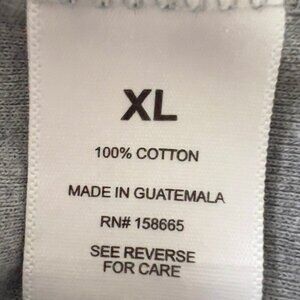 XL
100% COTTON
MADE IN GUATEMALA
RN# 158665
SEE REVERSE
FOR CARE